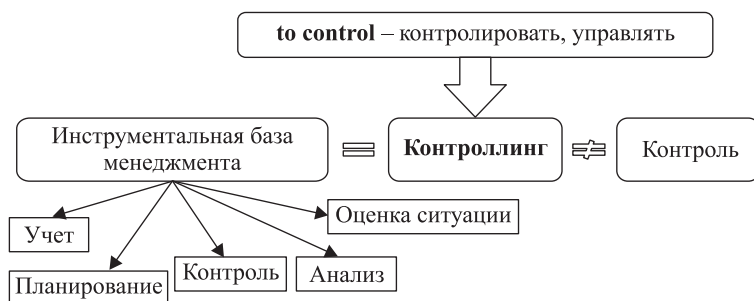 to control – контролировать, управлять
Инструментальная база
менеджмента
=
Контроллинг
≠
Контроль
Учет
Планирование
Контроль
Анализ
Оценка ситуации